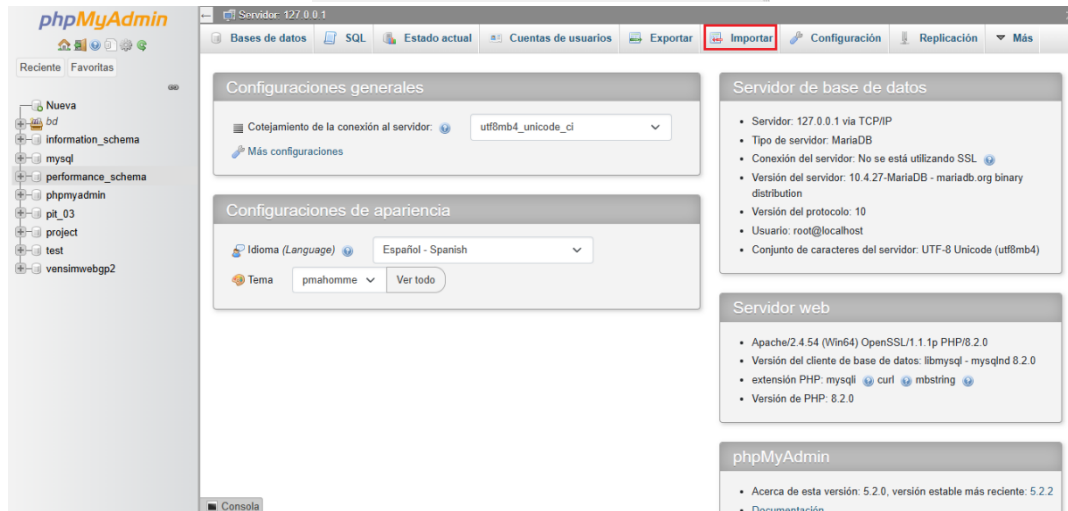 phpMyAdmin
Reciente Favoritas
Nueva
bd
information_schema
mysql
performance_schema
phpmyadmin
pit_03
project
test
vensimwebgp2
Servidor: 127.0.0.1
Bases de datos SQL Estado actual Cuentas de usuarios Exportar Importar Configuración Replicación Más
Configuraciones generales
Cotejamiento de la conexión al servidor: utf8mb4_unicode_ci
Más configuraciones
Configuraciones de apariencia
Idioma (Language) Español - Spanish
Tema pmahomme Ver todo
Consola
Servidor de base de datos
• Servidor: 127.0.0.1 via TCP/IP
• Tipo de servidor: MariaDB
• Conexión del servidor: No se está utilizando SSL
• Versión del servidor: 10.4.27-MariaDB - mariadb.org binary
distribution
• Versión del protocolo: 10
• Usuario: root@localhost
• Conjunto de caracteres del servidor: UTF-8 Unicode (utf8mb4)
Servidor web
• Apache/2.4.54 (Win64) OpenSSL/1.1.1p PHP/8.2.0
• Versión del cliente de base de datos: libmysql - mysqlnd 8.2.0
• extensión PHP: mysqli curl mbstring
• Versión de PHP: 8.2.0
phpMyAdmin
• Acerca de esta versión: 5.2.0, versión estable más reciente: 5.2.2
• Documentación